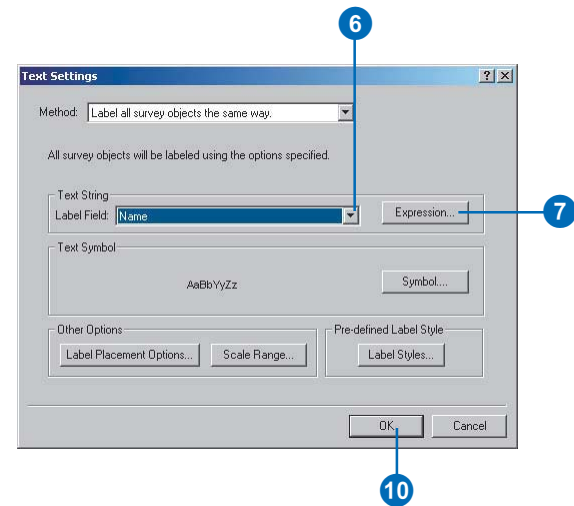 6
Text Settings
Method: Label all survey objects the same way.
All survey objects will be labeled using the options specified.
Text String
Label Field: Name
Expression...
7
Text Symbol
AaBbYyZz
Symbol....
Other Options
Label Placement Options...
Scale Range...
Pre-defined Label Style
Label Styles...
OK
Cancel
10